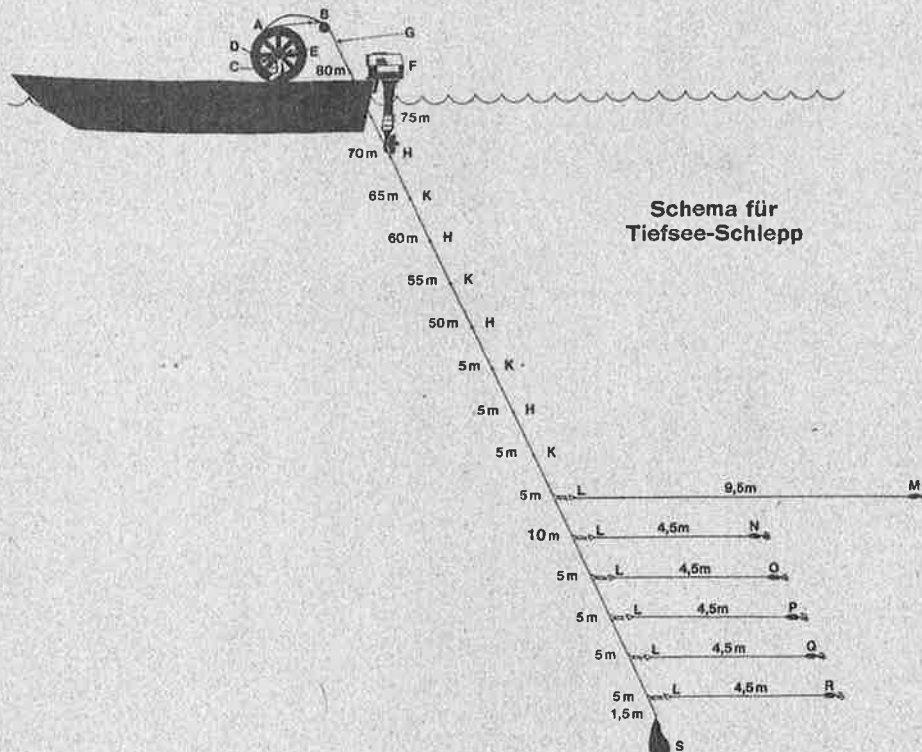 A B
G
D E
C
80m F
75m
70m H
65m K
Schema für
Tiefsee-Schlepp
60m H
55m K
50m H
5m K
5m H
5m K
5m L 9,5m M
10m L 4,5m N
5m L 4,5m O
5m L 4,5m P
5m L 4,5m Q
5m L 4,5m R
1,5m
S